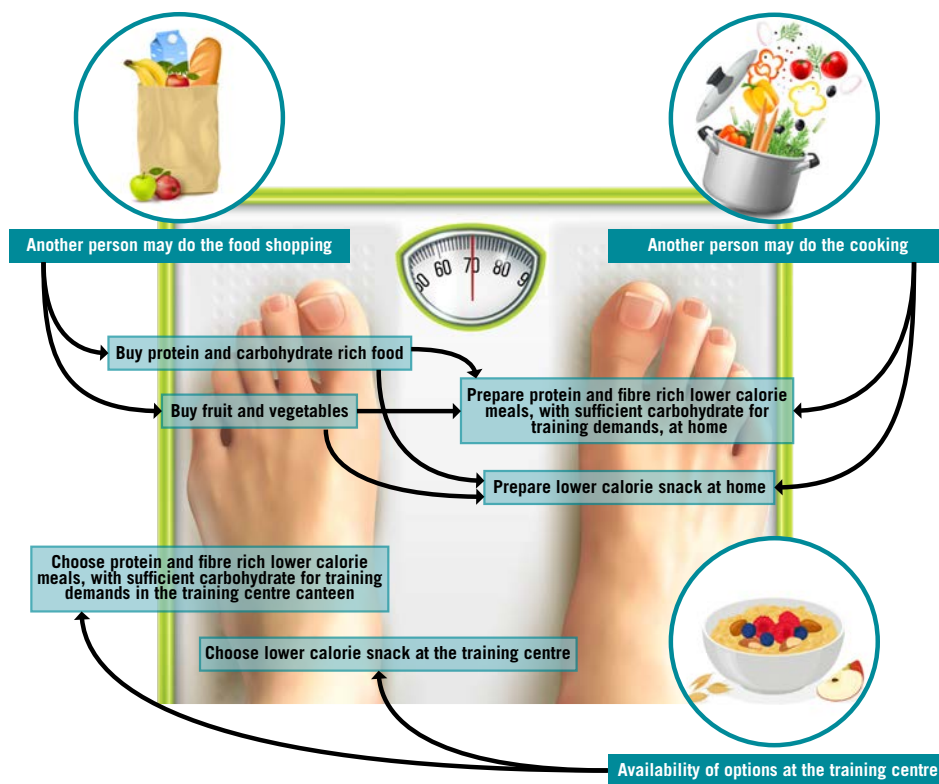 Another person may do the food shopping
Another person may do the cooking
60 70 80 9
Buy protein and carbohydrate rich food
Buy fruit and vegetables
Prepare protein and fibre rich lower calorie
meals, with sufficient carbohydrate for
training demands, at home
Prepare lower calorie snack at home
Choose protein and fibre rich lower calorie
meals, with sufficient carbohydrate for training
demands in the training centre canteen
Choose lower calorie snack at the training centre
Availability of options at the training centre